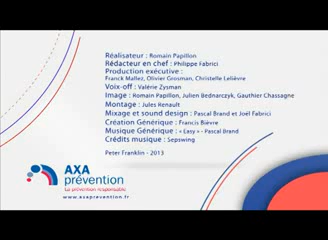 Réalisateur : Romain Papillon
Rédacteur en chef : Philippe Fabrici
Production exécutive :
Franck Mallez, Olivier Grosman, Christelle Lelièvre
Voix-off : Valérie Zysman
Image : Romain Papillon, Julien Bednarczyk, Gauthier Chassagne
Montage : Jules Renault
Mixage et sound design : Pascal Brand et Joël Fabrici
Création Générique : Francis Bièvre
Musique Générique : « Easy » - Pascal Brand
Crédits musique : Sepswing
Peter Franklin - 2013
AXA
prévention
La prévention responsable
www.axaprevention.fr